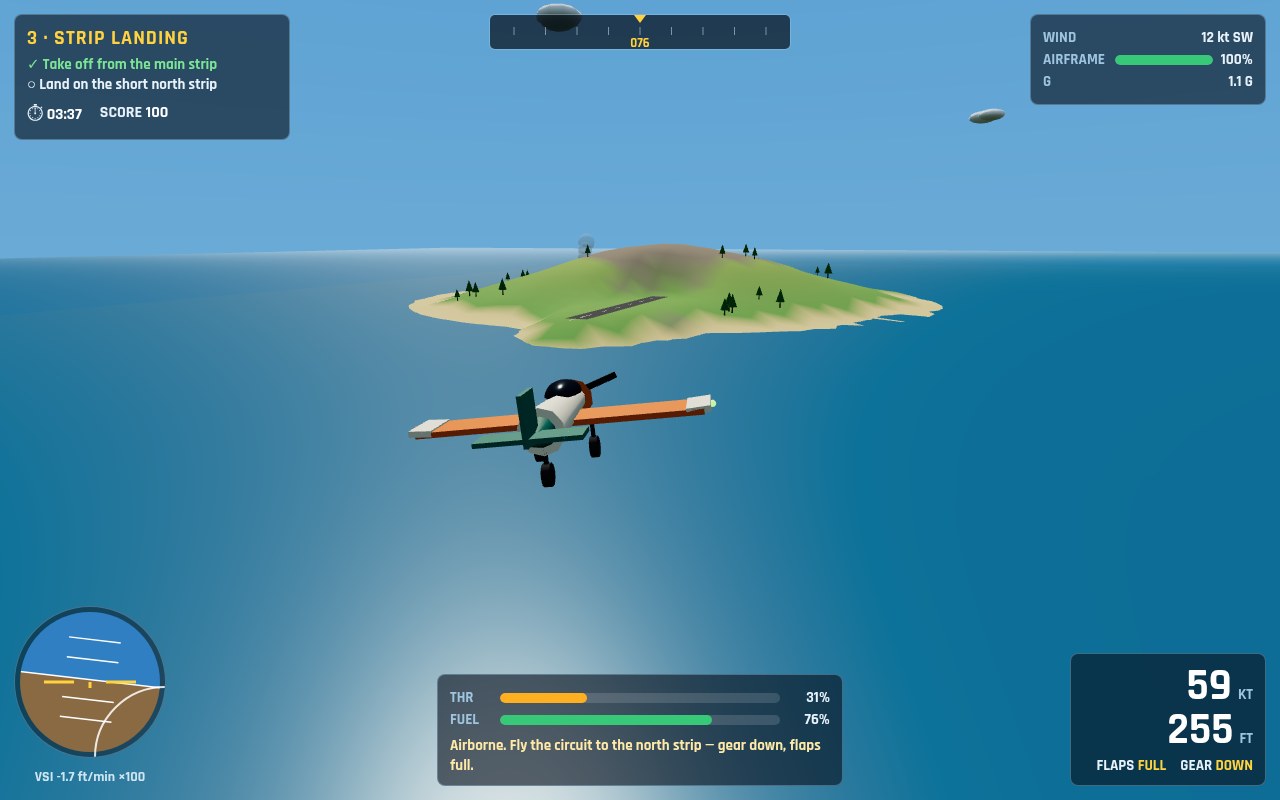 3 · STRIP LANDING
✓ Take off from the main strip
○ Land on the short north strip
⏱ 03:37 SCORE 100
076
WIND 12 kt SW
AIRFRAME 100%
G 1.1 G
VSI -1.7 ft/min ×100
THR 31%
FUEL 76%
Airborne. Fly the circuit to the north strip — gear down, flaps
full.
59 KT
255 FT
FLAPS FULL GEAR DOWN